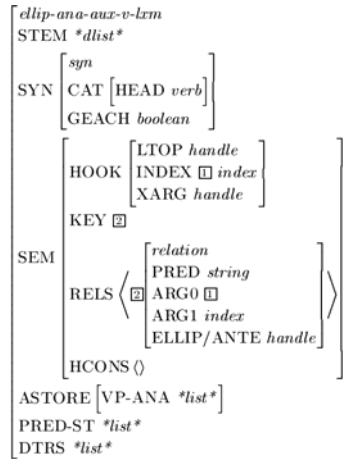 ellip-ana-aux-v-lxm
STEM *dlist*
syn
SYN CAT [HEAD verb]
GEACH boolean
LTOP handle
HOOK INDEX 1 index
XARG handle
KEY 2
SEM
relation
PRED string
RELS ⟨ 2 ARG0 1 ⟩
ARG1 index
ELLIP/ANTE handle
HCONS ⟨⟩
ASTORE [VP-ANA *list*]
PRED-ST *list*
DTRS *list*